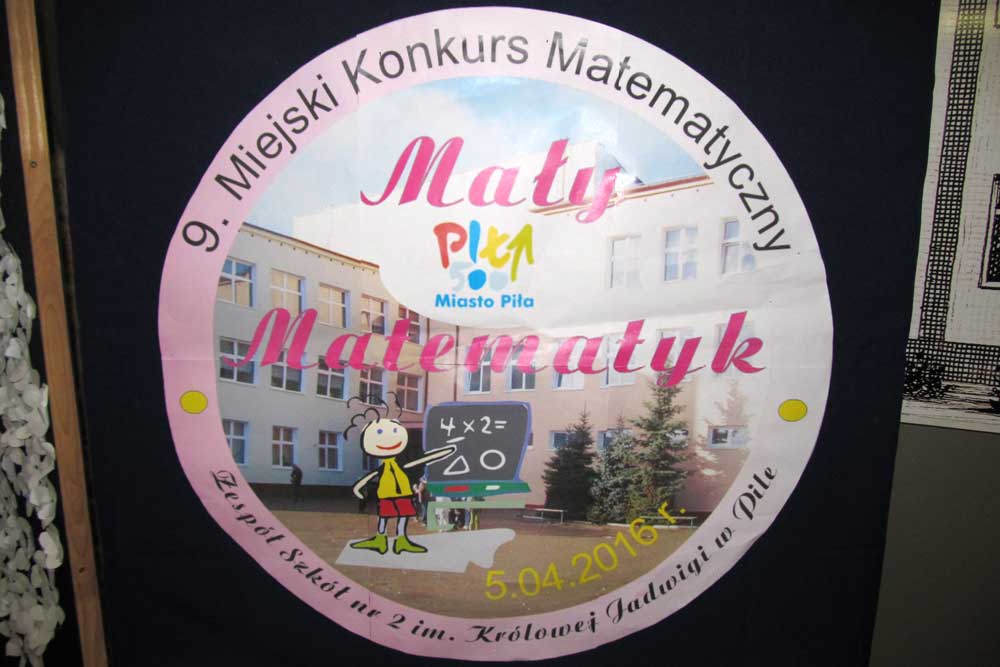 9. Miejski Konkurs Matematyczny
Mały
PIŁA
500
Miasto Piła
Matematyk
4 x 2 =
5.04.2016 r.
Zespół Szkół nr 2 im. Królowej Jadwigi w Pile